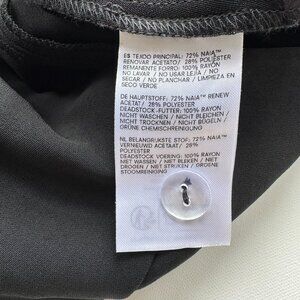 ES TEJIDO PRINCIPAL: 72% NAIA™
RENOVAR ACETATO/ 28% POLIÉSTER
REMANENTE FORRO: 100% RAYON
NO LAVAR / NO USAR LEJÍA / NO
SECAR / NO PLANCHAR / LIMPIEZA EN
SECO VERDE
DE HAUPTSTOFF: 72% NAIA™ RENEW
ACETAT/ 28% POLYESTER
DEADSTOCK-FUTTER: 100% RAYON
NICHT WASCHEN / NICHT BLEICHEN /
NICHT TROCKNEN / NICHT BÜGELN /
GRÜNE CHEMISCHREINIGUNG
NL BELANGRIJKSTE STOF: 72% NAIA™
VERNIEUWD ACETAAT/ 28%
POLYESTER
DEADSTOCK VOERING: 100% RAYON
NIET WASSEN / NIET BLEKEN / NIET
DROGEN / NIET STRIJKEN / GROENE
STOOMREINIGING